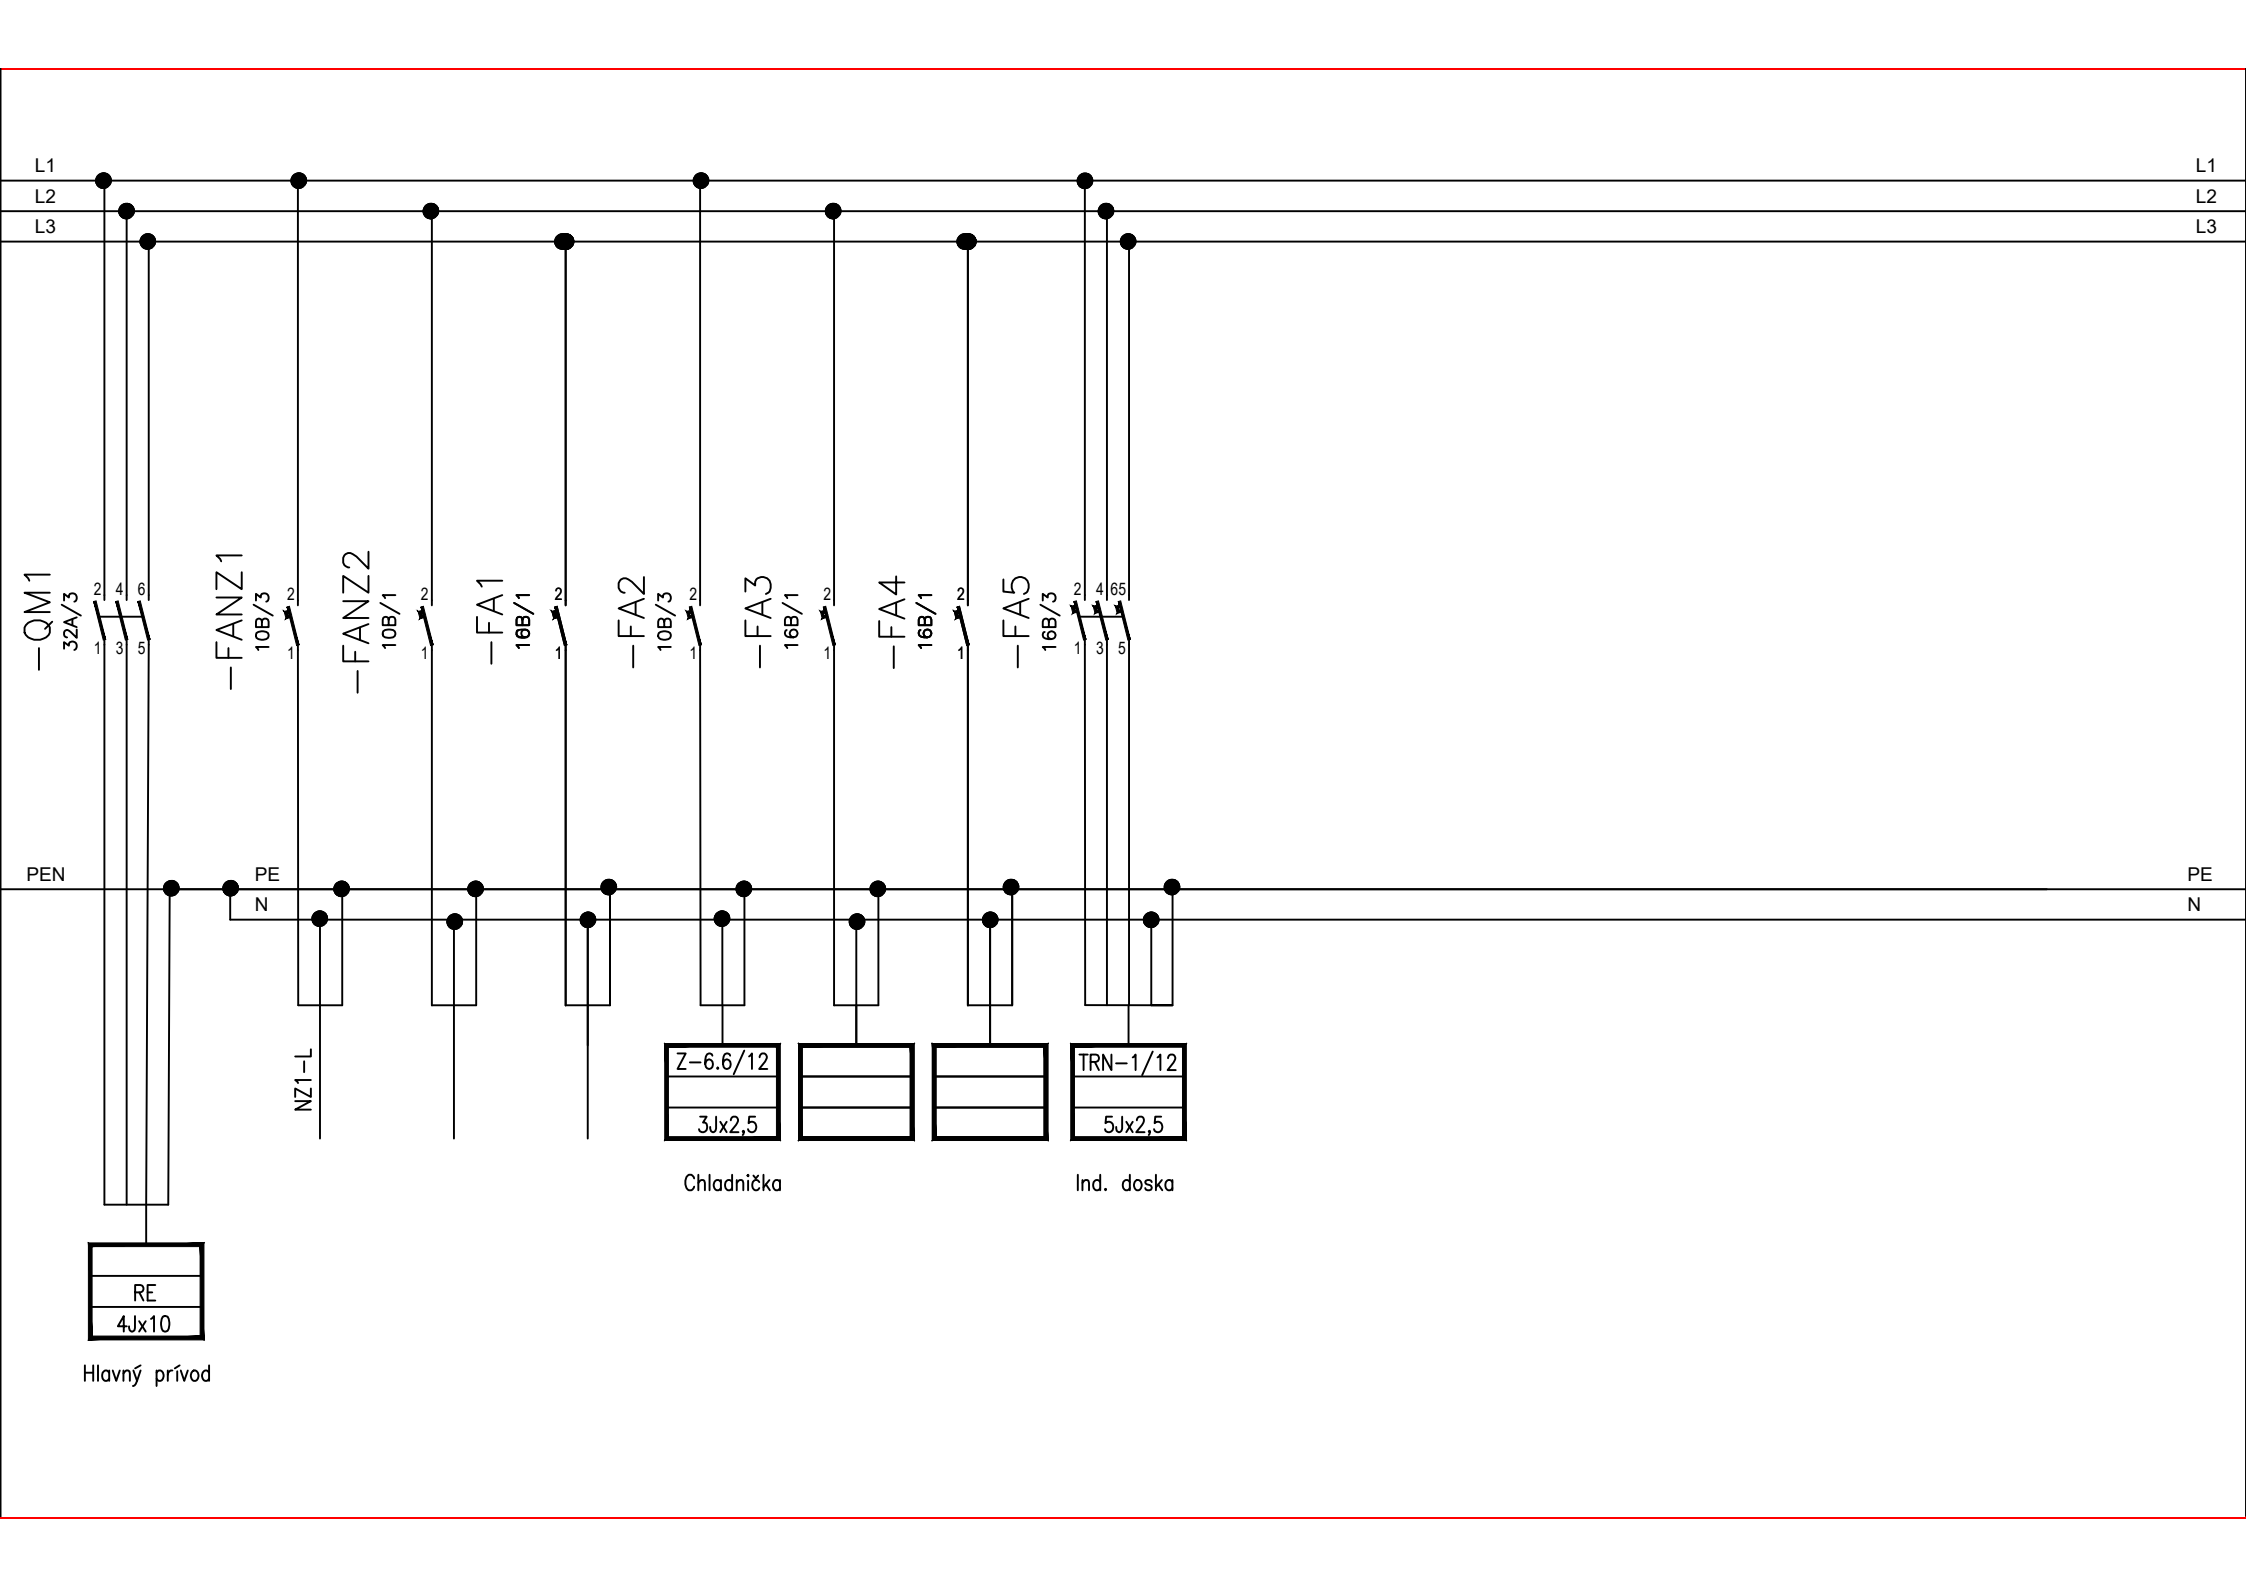 L1
L1
L2
L2
L3
L3
-QM1
32A/3
2 4 6
1 3 5
-FANZ1
10B/3
2
1
-FANZ2
10B/1
2
1
-FA1
16B/1
2
1
-FA2
10B/3
2
1
-FA3
16B/1
2
1
-FA4
16B/1
2
1
-FA5
16B/3
2 4 65
1 3 5
PEN
PE
PE
N
N
NZ1-L
Z-6.6/12
3Jx2,5
Chladnička
TRN-1/12
5Jx2,5
Ind. doska
RE
4Jx10
Hlavný prívod